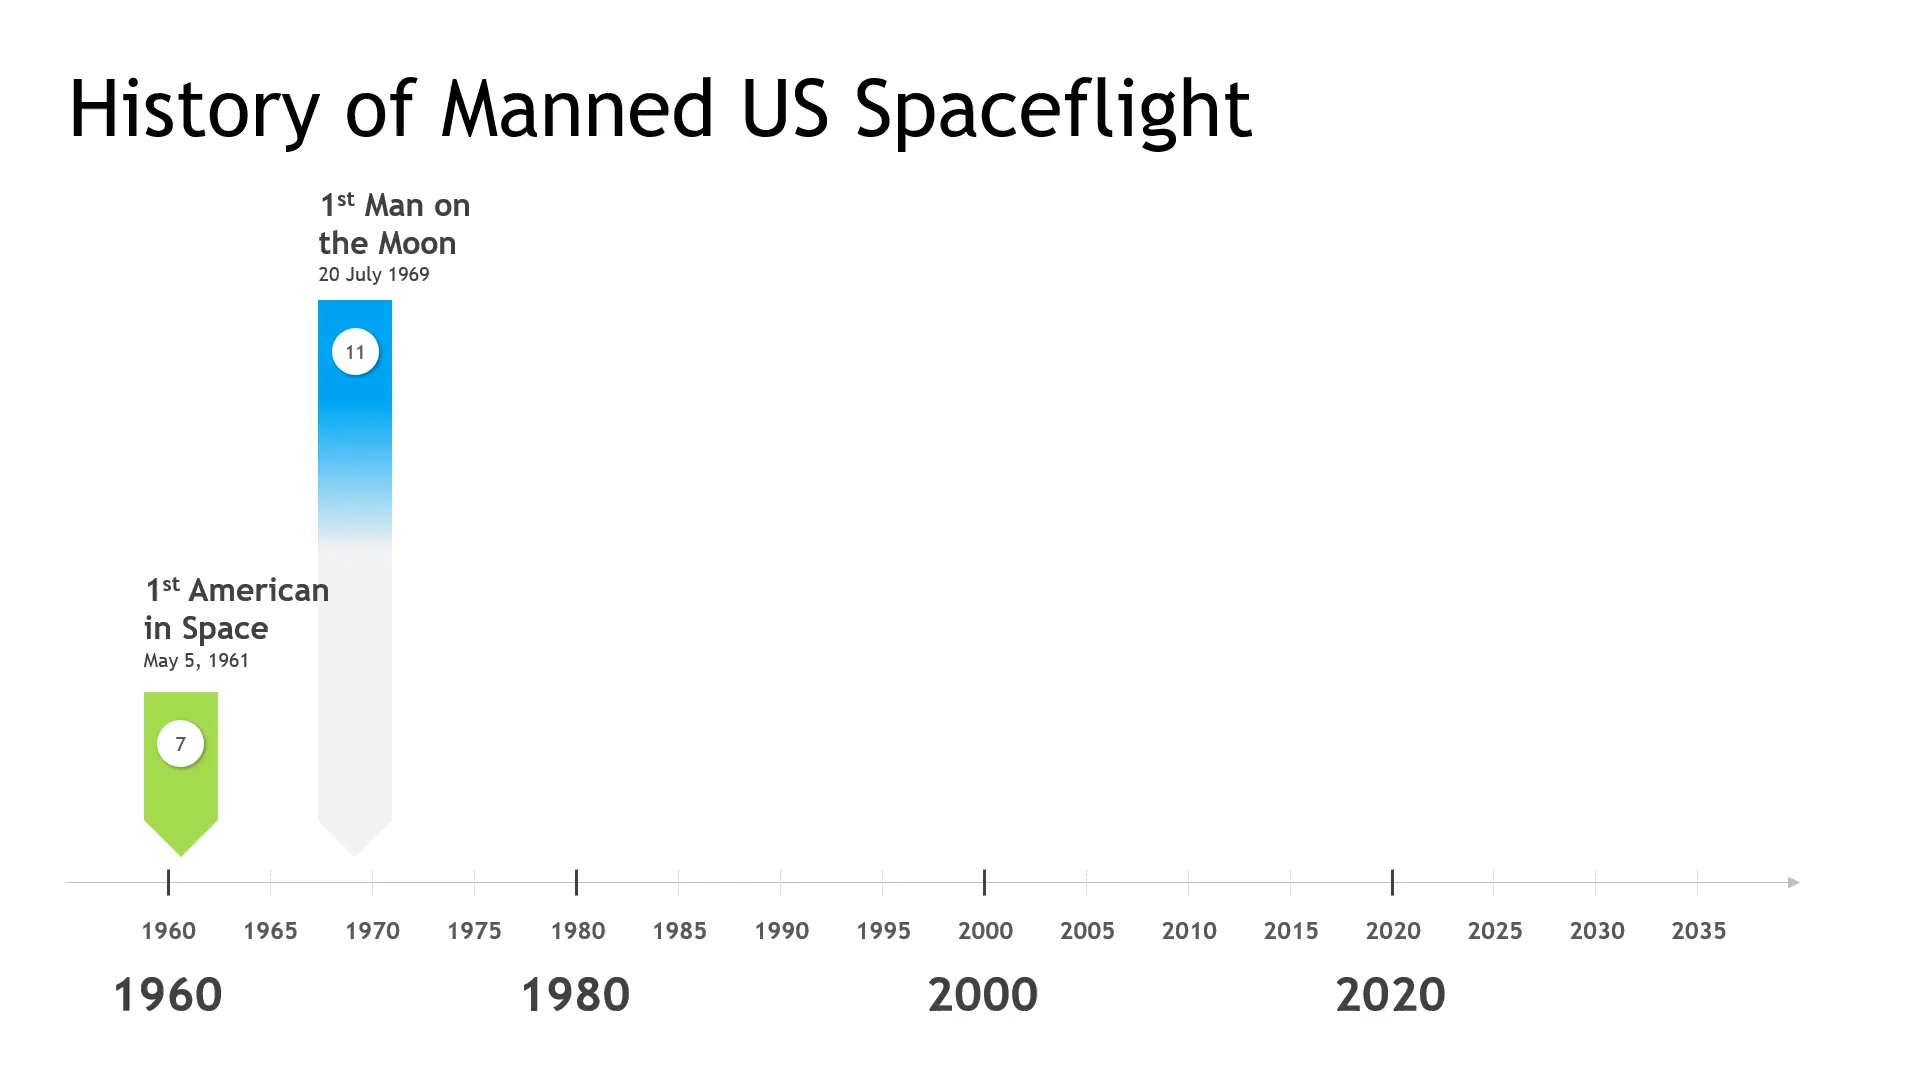 History of Manned US Spaceflight
1st Man on
the Moon
20 July 1969
11
1st American
in Space
May 5, 1961
7
1960 1965 1970 1975 1980 1985 1990 1995 2000 2005 2010 2015 2020 2025 2030 2035
1960 1980 2000 2020